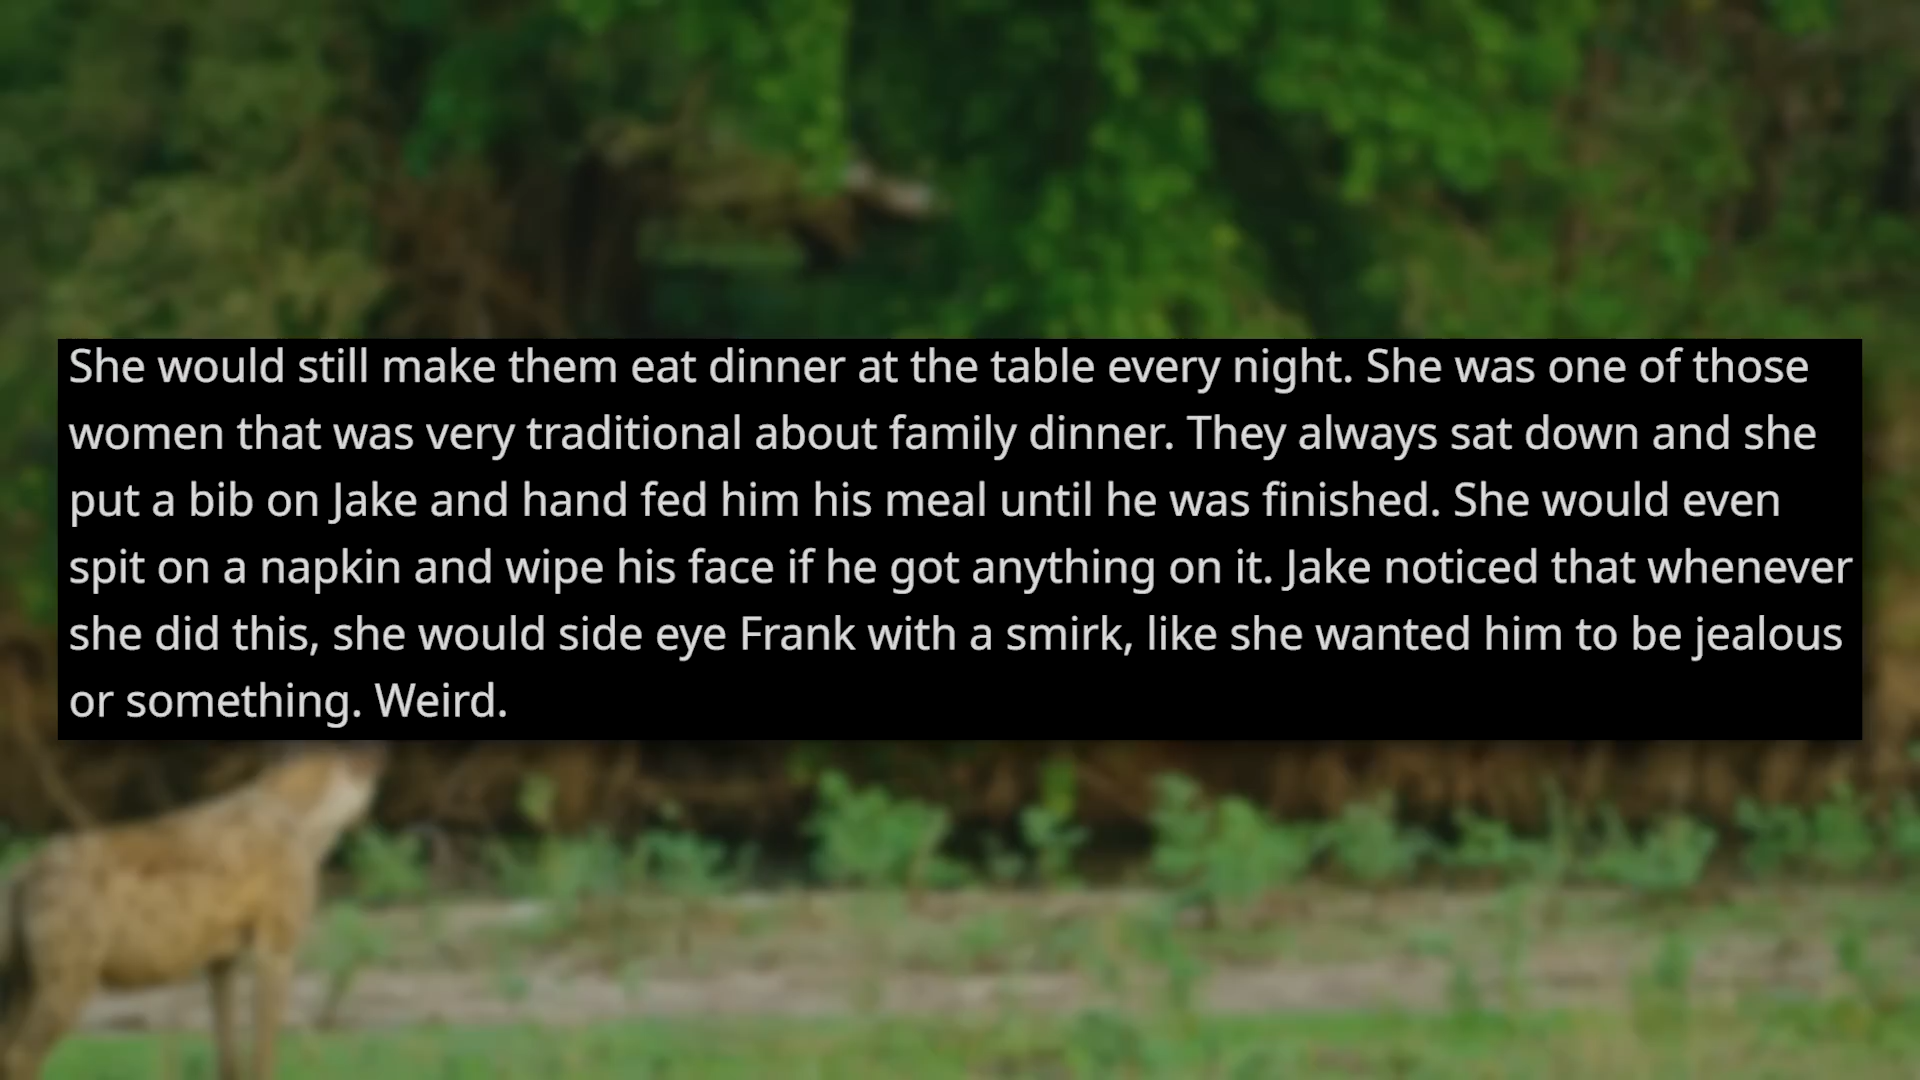 She would still make them eat dinner at the table every night. She was one of those
women that was very traditional about family dinner. They always sat down and she
put a bib on Jake and hand fed him his meal until he was finished. She would even
spit on a napkin and wipe his face if he got anything on it. Jake noticed that whenever
she did this, she would side eye Frank with a smirk, like she wanted him to be jealous
or something. Weird.